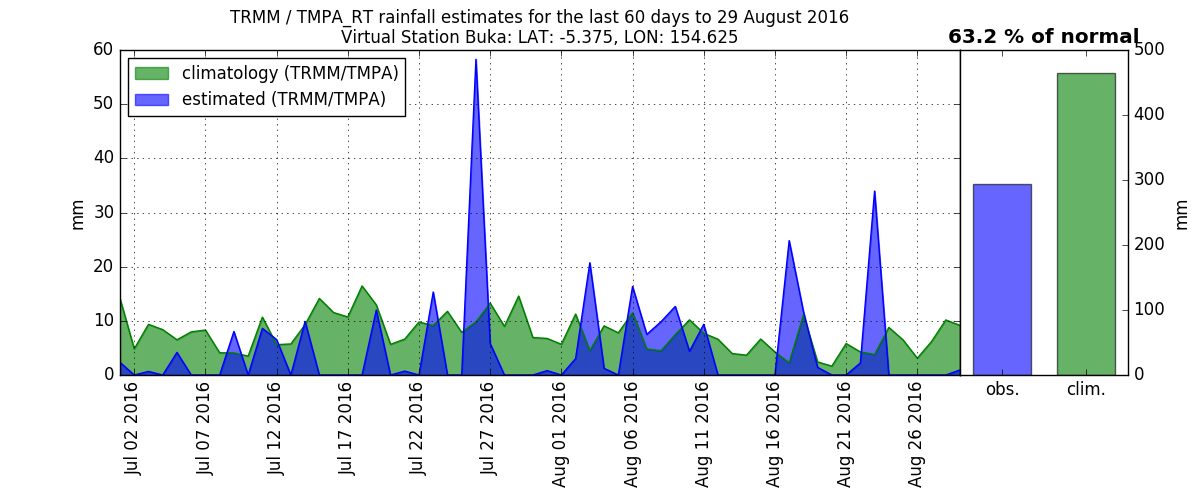 TRMM / TMPA_RT rainfall estimates for the last 60 days to 29 August 2016
Virtual Station Buka: LAT: -5.375, LON: 154.625
63.2 % of normal
climatology (TRMM/TMPA)
estimated (TRMM/TMPA)
60
50
40
30
20
10
0
mm
500
400
300
200
100
0
mm
Jul 02 2016
Jul 07 2016
Jul 12 2016
Jul 17 2016
Jul 22 2016
Jul 27 2016
Aug 01 2016
Aug 06 2016
Aug 11 2016
Aug 16 2016
Aug 21 2016
Aug 26 2016
obs.
clim.